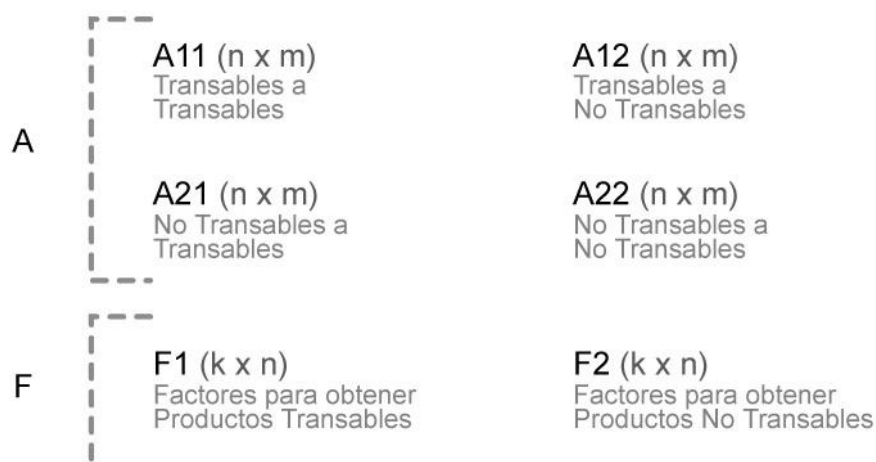 A
A11 (n x m)
Transables a
Transables
A12 (n x m)
Transables a
No Transables
A21 (n x m)
No Transables a
Transables
A22 (n x m)
No Transables a
No Transables
F
F1 (k x n)
Factores para obtener
Productos Transables
F2 (k x n)
Factores para obtener
Productos No Transables